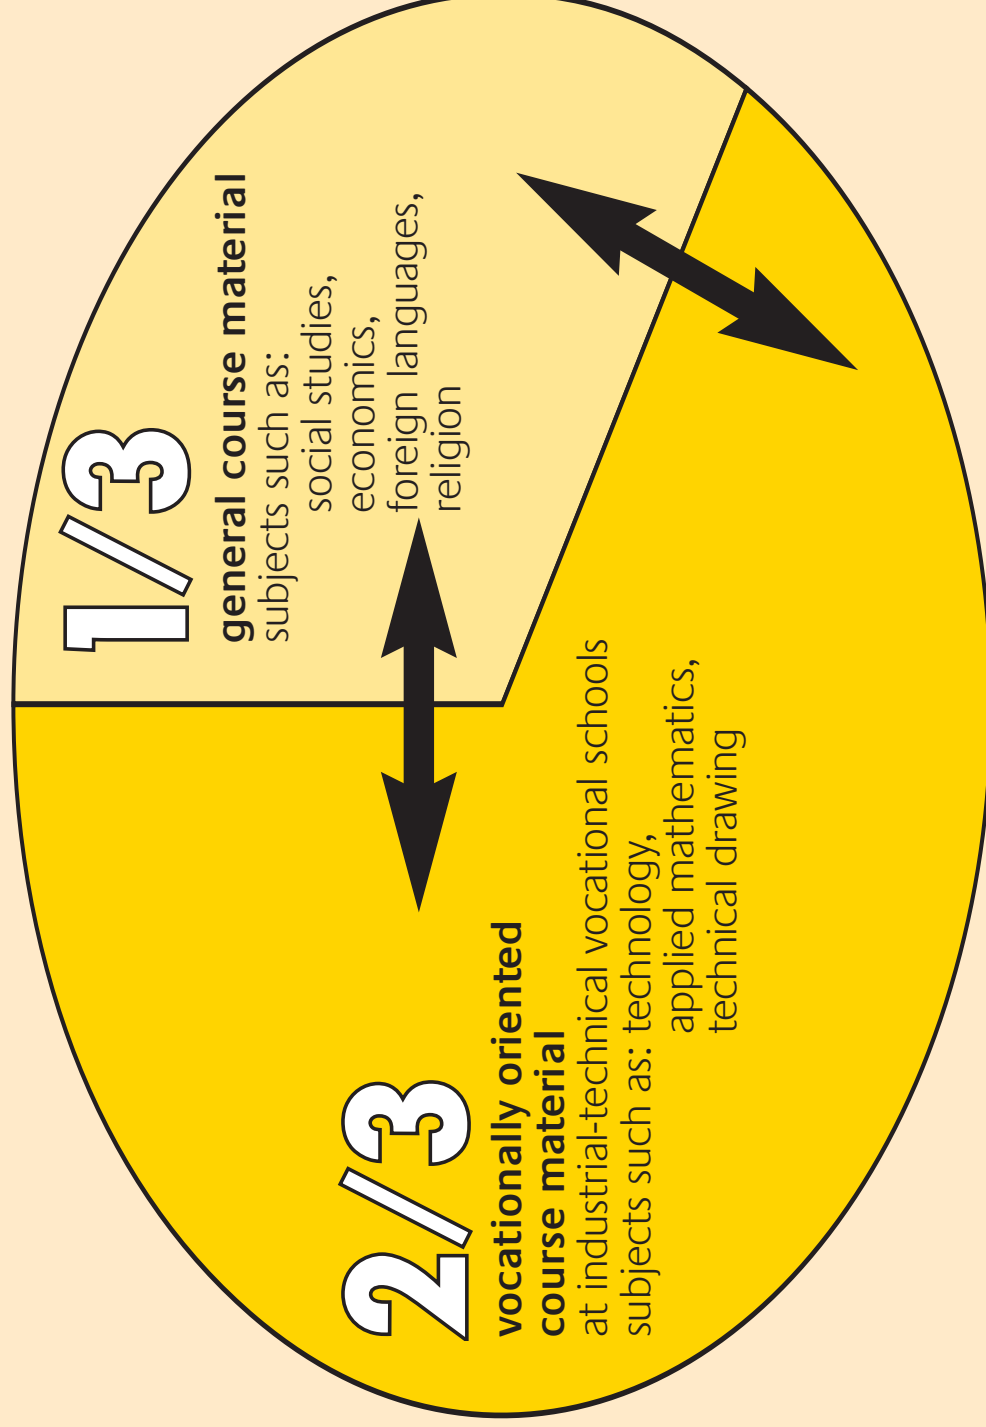 1/3
general course material
subjects such as:
social studies,
economics,
foreign languages,
religion
2/3
vocationally oriented
course material
at industrial-technical vocational schools
subjects such as: technology,
applied mathematics,
technical drawing